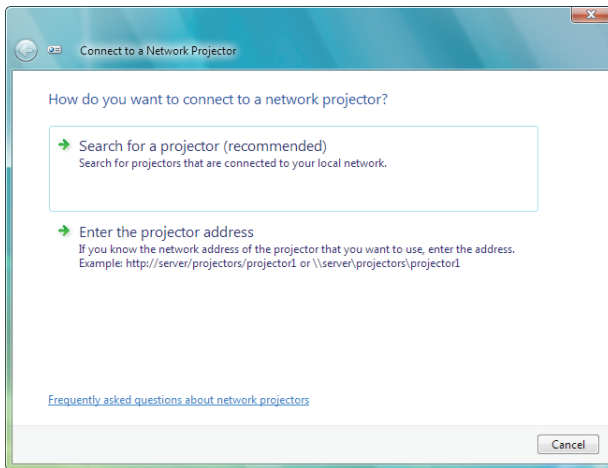 Connect to a Network Projector
How do you want to connect to a network projector?
Search for a projector (recommended)
Search for projectors that are connected to your local network.
Enter the projector address
If you know the network address of the projector that you want to use, enter the address.
Example: http://server/projectors/projector1 or \\server\projectors\projector1
Frequently asked questions about network projectors
Cancel